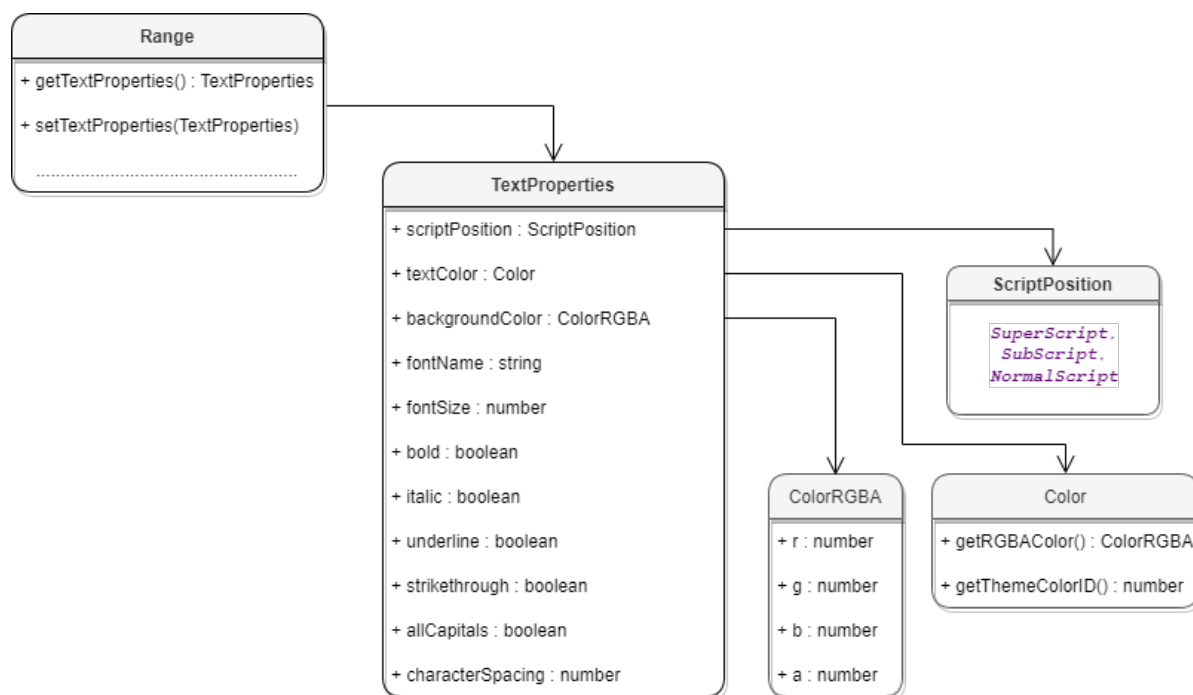 Range
+ getTextProperties() : TextProperties
+ setTextProperties(TextProperties)
TextProperties
+ scriptPosition : ScriptPosition
+ textColor : Color
+ backgroundColor : ColorRGBA
+ fontName : string
+ fontSize : number
+ bold : boolean
+ italic : boolean
+ underline : boolean
+ strikethrough : boolean
+ allCapitals : boolean
+ characterSpacing : number
ScriptPosition
SuperScript,
SubScript,
NormalScript
ColorRGBA
+ r : number
+ g : number
+ b : number
+ a : number
Color
+ getRGBAColor() : ColorRGBA
+ getThemeColorID() : number